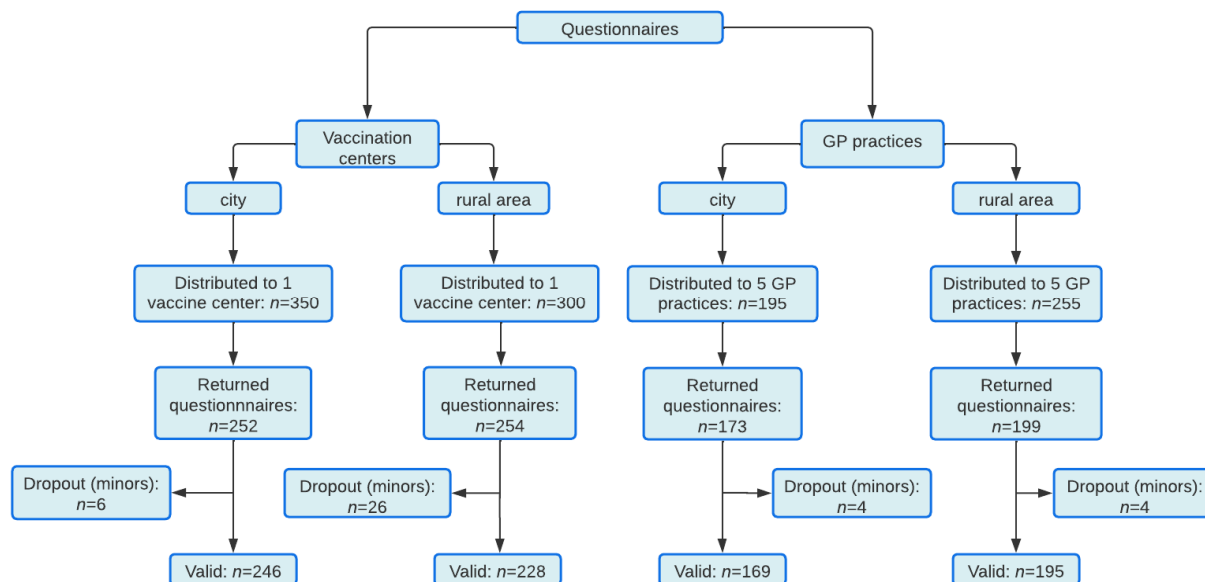 Questionnaires
Vaccination
centers
GP practices
city
rural area
city
rural area
Distributed to 1
vaccine center: n=350
Distributed to 1
vaccine center: n=300
Distributed to 5 GP
practices: n=195
Distributed to 5 GP
practices: n=255
Returned
questionnnaires:
n=252
Returned
questionnaires:
n=254
Returned
questionnaires:
n=173
Returned
questionnaires:
n=199
Dropout (minors):
n=6
Dropout (minors):
n=26
Dropout (minors):
n=4
Dropout (minors):
n=4
Valid: n=246
Valid: n=228
Valid: n=169
Valid: n=195